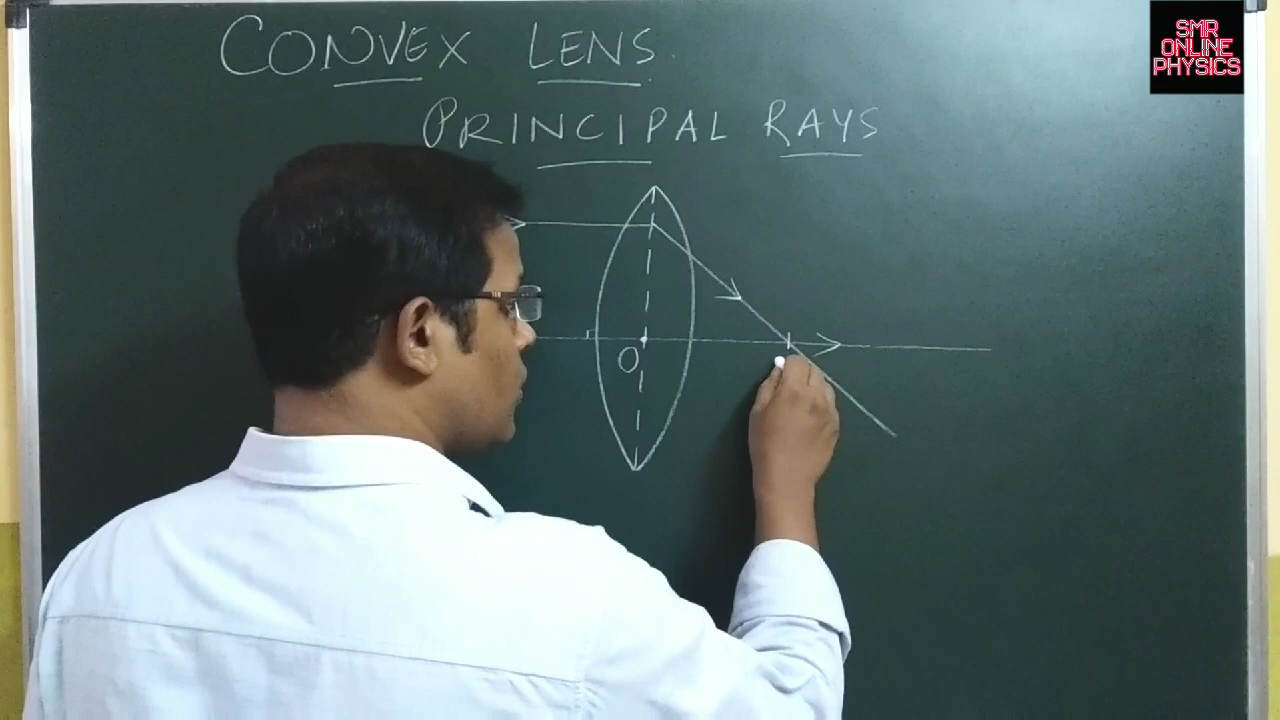 CONVEX LENS.
PRINCIPAL RAYS
O
SMR
ONLINE
PHYSICS